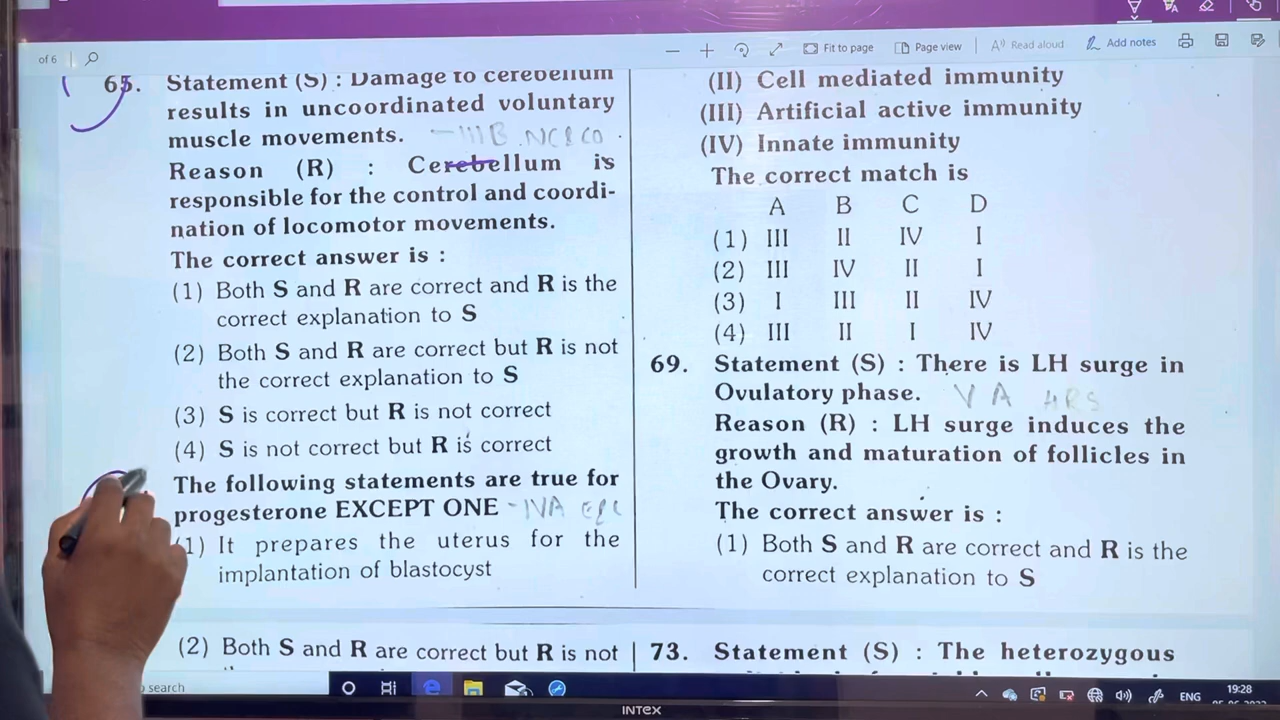 Fit to page
Page view
Read aloud
Add notes
of 6
65. Statement (S) : Damage to cerebellum
results in uncoordinated voluntary
muscle movements. - IIIB NC&CO
Reason (R) : Cerebellum is
responsible for the control and coordi-
nation of locomotor movements.
The correct answer is :
(1) Both S and R are correct and R is the
correct explanation to S
(2) Both S and R are correct but R is not
the correct explanation to S
(3) S is correct but R is not correct
(4) S is not correct but R is correct
The following statements are true for
progesterone EXCEPT ONE - IVA
(1) It prepares the uterus for the
implantation of blastocyst
(2) Both S and R are correct but R is not
(II) Cell mediated immunity
(III) Artificial active immunity
(IV) Innate immunity
The correct match is
A B C D
(1) III II IV I
(2) III IV II I
(3) I III II IV
(4) III II I IV
69. Statement (S) : There is LH surge in
Ovulatory phase. VA HRS
Reason (R) : LH surge induces the
growth and maturation of follicles in
the Ovary.
The correct answer is :
(1) Both S and R are correct and R is the
correct explanation to S
73. Statement (S) : The heterozygous
search
ENG
19:28
INTEX